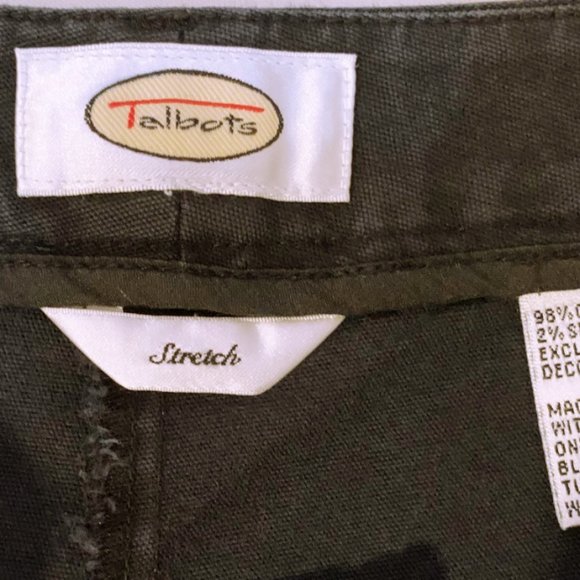 Talbots
Stretch
98%
2%
EXCL
DECO
MAC
WIT
ON
BL
TU
W